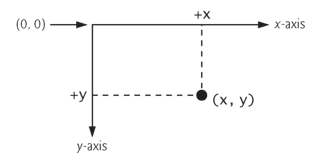 +x
(0, 0) x-axis
+y (x, y)
y-axis